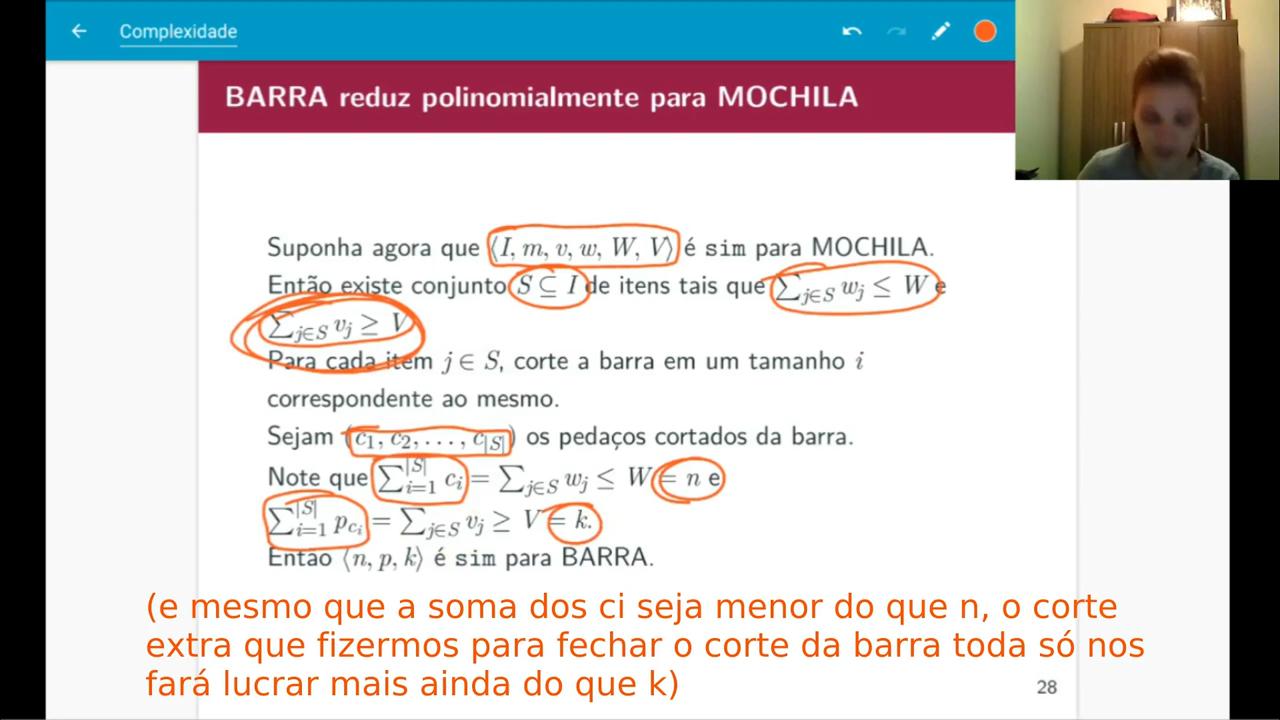 Complexidade
BARRA reduz polinomialmente para MOCHILA
Suponha agora que ⟨I, m, v, w, W, V⟩ é sim para MOCHILA.
Então existe conjunto S ⊆ I de itens tais que ∑_{j∈S} w_j ≤ W e
∑_{j∈S} v_j ≥ V
Para cada item j ∈ S, corte a barra em um tamanho i
correspondente ao mesmo.
Sejam (c_1, c_2, . . . , c_{|S|}) os pedaços cortados da barra.
Note que ∑_{i=1}^{|S|} c_i = ∑_{j∈S} w_j ≤ W = n e
∑_{i=1}^{|S|} p_{c_i} = ∑_{j∈S} v_j ≥ V = k.
Então ⟨n, p, k⟩ é sim para BARRA.
(e mesmo que a soma dos ci seja menor do que n, o corte
extra que fizermos para fechar o corte da barra toda só nos
fará lucrar mais ainda do que k)
28